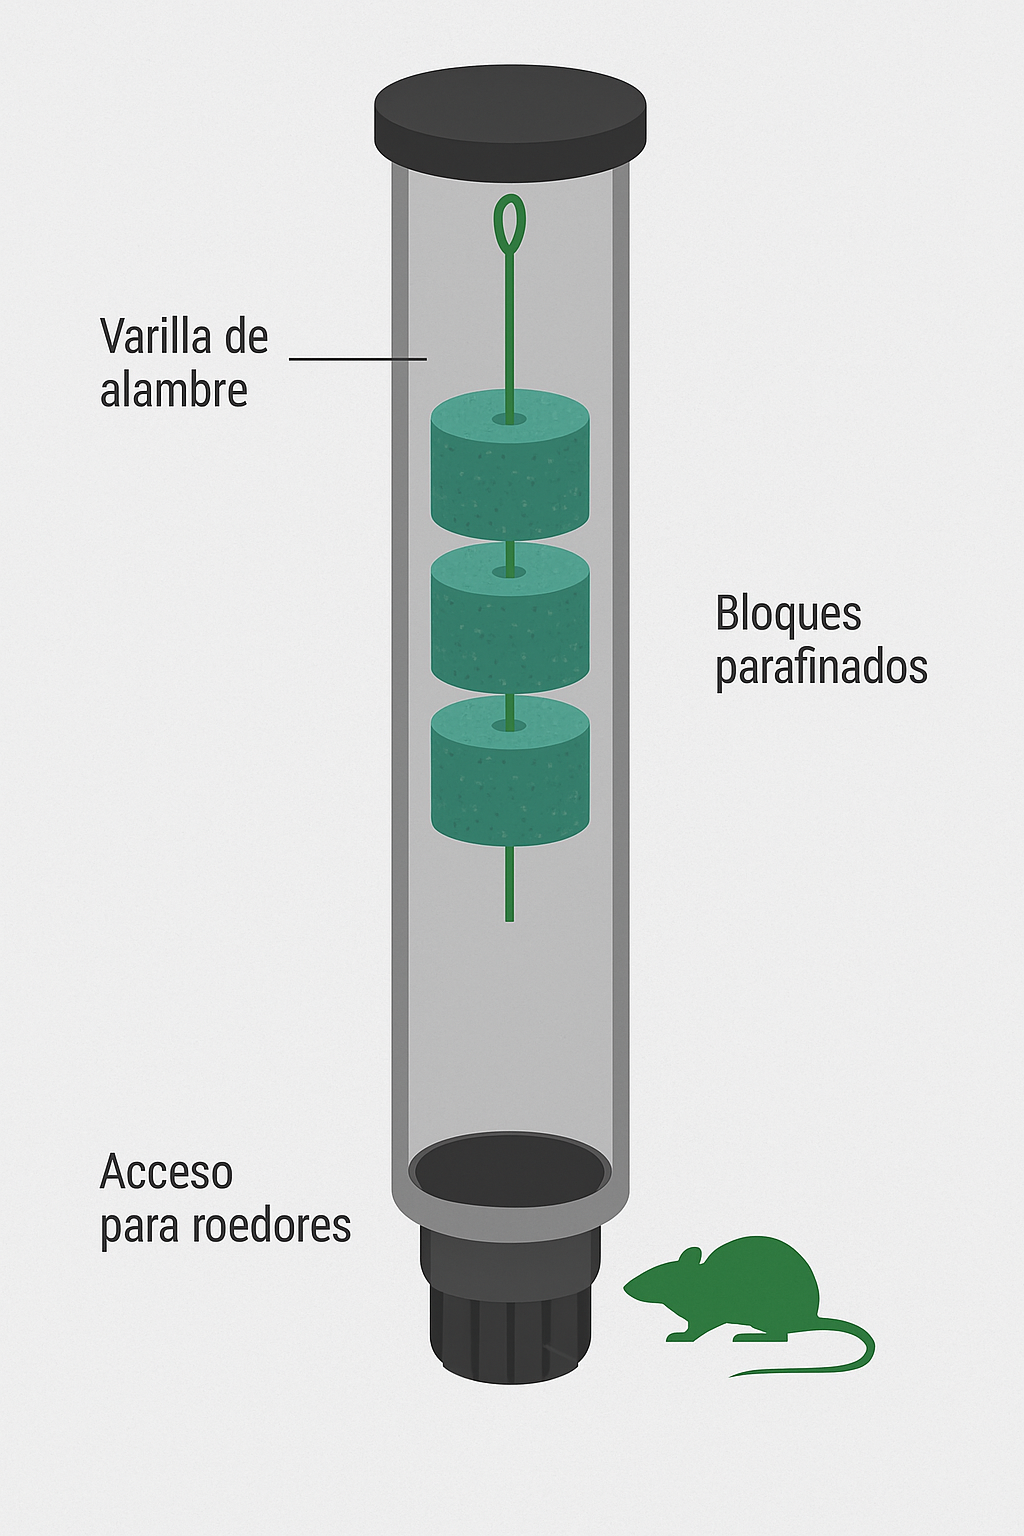 Varilla de
alambre
Bloques
parafinados
Acceso
para roedores